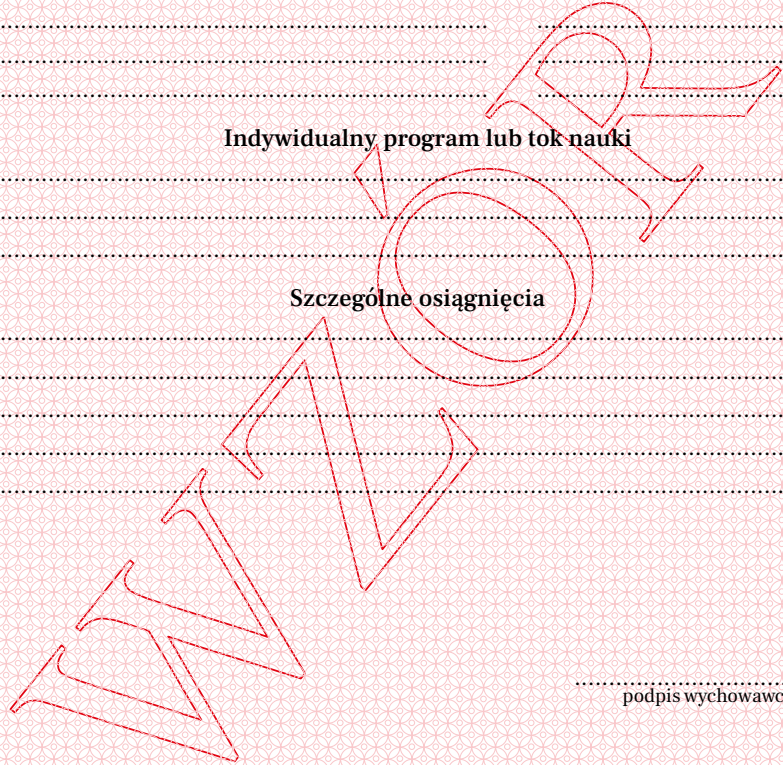 Indywidualny program lub tok nauki
Szczególne osiągnięcia
WZÓR
podpis wychowawc